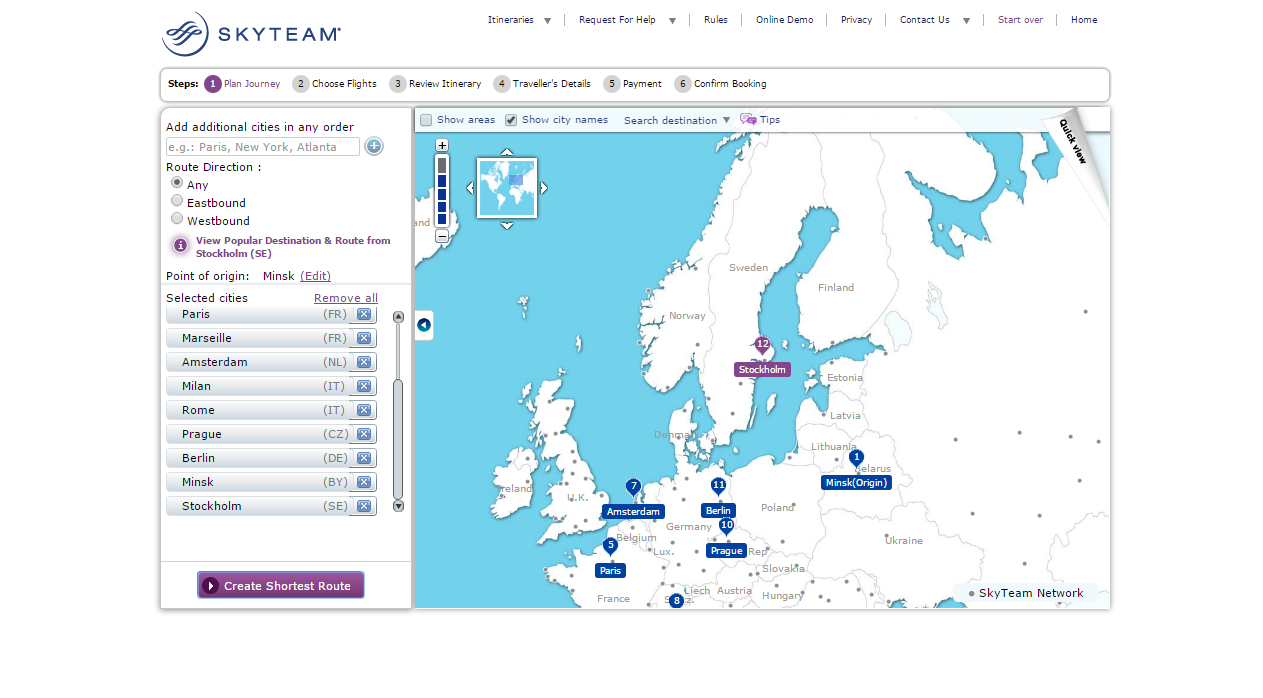 SKYTEAM
Itineraries
Request For Help
Rules
Online Demo
Privacy
Contact Us
Start over
Home
Steps: 1 Plan Journey 2 Choose Flights 3 Review Itinerary 4 Traveller's Details 5 Payment 6 Confirm Booking
Add additional cities in any order
e.g.: Paris, New York, Atlanta
Route Direction :
Any
Eastbound
Westbound
View Popular Destination & Route from
Stockholm (SE)
Point of origin: Minsk (Edit)
Selected cities Remove all
Paris (FR)
Marseille (FR)
Amsterdam (NL)
Milan (IT)
Rome (IT)
Prague (CZ)
Berlin (DE)
Minsk (BY)
Stockholm (SE)
Create Shortest Route
Show areas Show city names Search destination Tips
Quick view
Sweden
Finland
Norway
12
Stockholm
Estonia
Latvia
Lithuania
1
Belarus
Minsk(Origin)
Ireland
U.K.
7
Amsterdam
11
Berlin
Poland
10
Germany
Belgium
Prague
Rep
5
Lux.
Ukraine
Paris
Slovakia
Liech
Austria
Hungary
France
8
SkyTeam Network